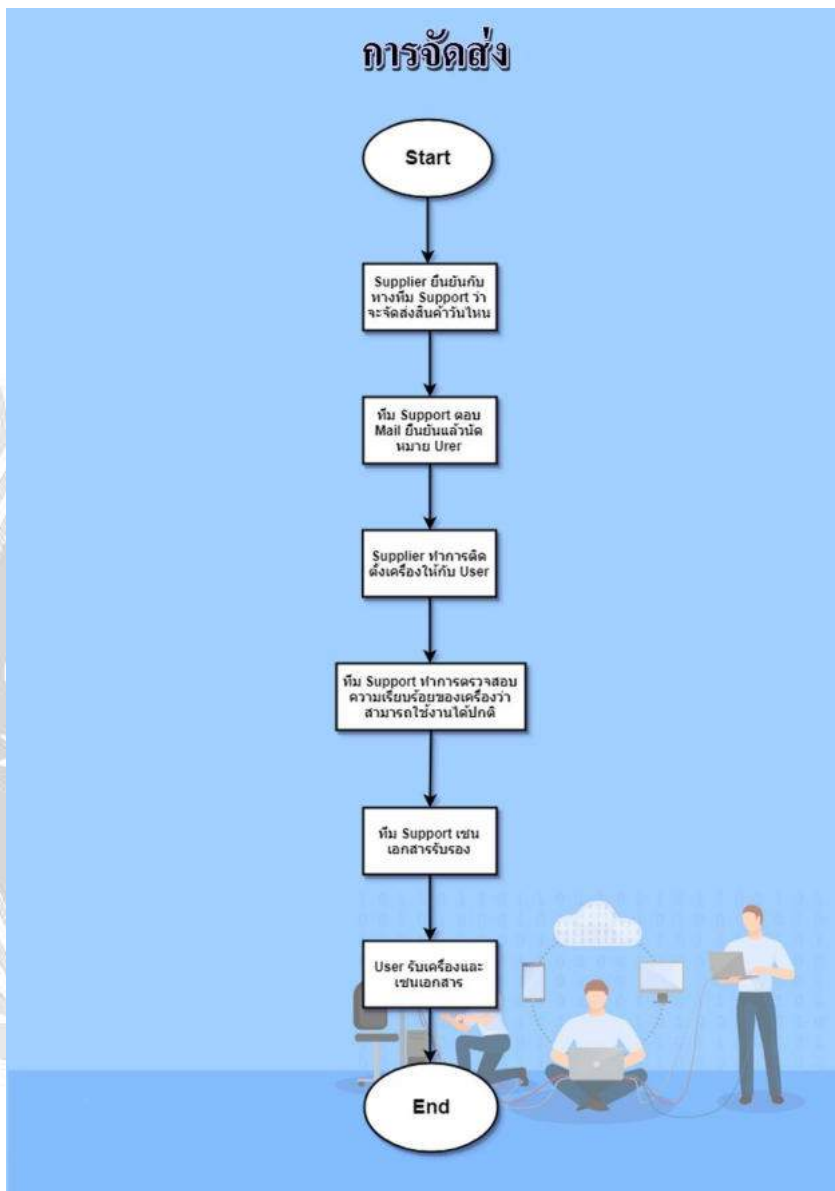 การจัดส่ง
Start
Supplier ยืนยันกับ
ทางทีม Support ว่า
จะจัดส่งสินค้าวันไหน
ทีม Support ตอบ
Mail ยืนยันแล้วนัด
หมาย Urer
Supplier ทำการติด
ตั้งเครื่องให้กับ User
ทีม Support ทำการตรวจสอบ
ความเรียบร้อยของเครื่องว่า
สามารถใช้งานได้ปกติ
ทีม Support เซน
เอกสารรับรอง
User รับเครื่องและ
เซนเอกสาร
End